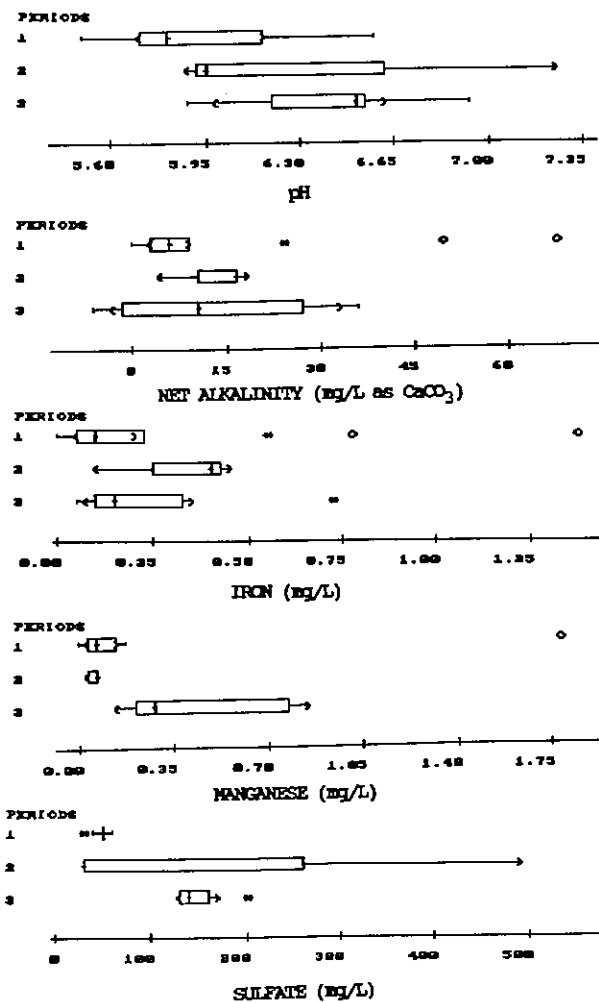 PERIODS
1
2
3
5.60 5.95 6.30 6.65 7.00 7.35
pH
PERIODS
1
2
3
0 15 30 45 60
NET ALKALINITY (mg/L as CaCO₃)
PERIODS
1
2
3
0.00 0.25 0.50 0.75 1.00 1.25
IRON (mg/L)
PERIODS
1
2
3
0.00 0.35 0.70 1.05 1.40 1.75
MANGANESE (mg/L)
PERIODS
1
2
3
0 100 200 300 400 500
SULFATE (mg/L)